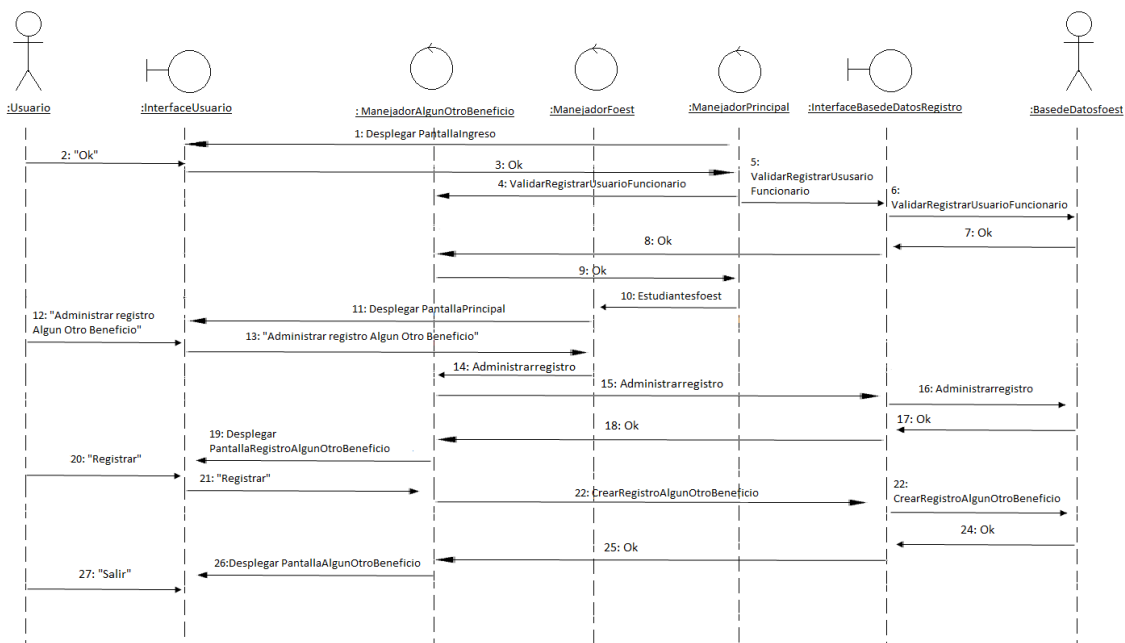 :Usuario
:InterfaceUsuario
: ManejadorAlgunOtroBeneficio
:ManejadorFoest
:ManejadorPrincipal
:InterfaceBasedeDatosRegistro
:BasedeDatosfoest
1: Desplegar PantallaIngreso
2: "Ok"
3: Ok
4: ValidarRegistrarUsuarioFuncionario
5:
ValidarRegistrarUsusario
Funcionario
6:
ValidarRegistrarUsuarioFuncionario
7: Ok
8: Ok
9: Ok
10: Estudiantesfoest
11: Desplegar PantallaPrincipal
12: "Administrar registro
Algun Otro Beneficio"
13: "Administrar registro Algun Otro Beneficio"
14: Administrarregistro
15: Administrarregistro
16: Administrarregistro
17: Ok
18: Ok
19: Desplegar
PantallaRegistroAlgunOtroBeneficio
20: "Registrar"
21: "Registrar"
22: CrearRegistroAlgunOtroBeneficio
22:
CrearRegistroAlgunOtroBeneficio
24: Ok
25: Ok
26:Desplegar PantallaAlgunOtroBeneficio
27: "Salir"